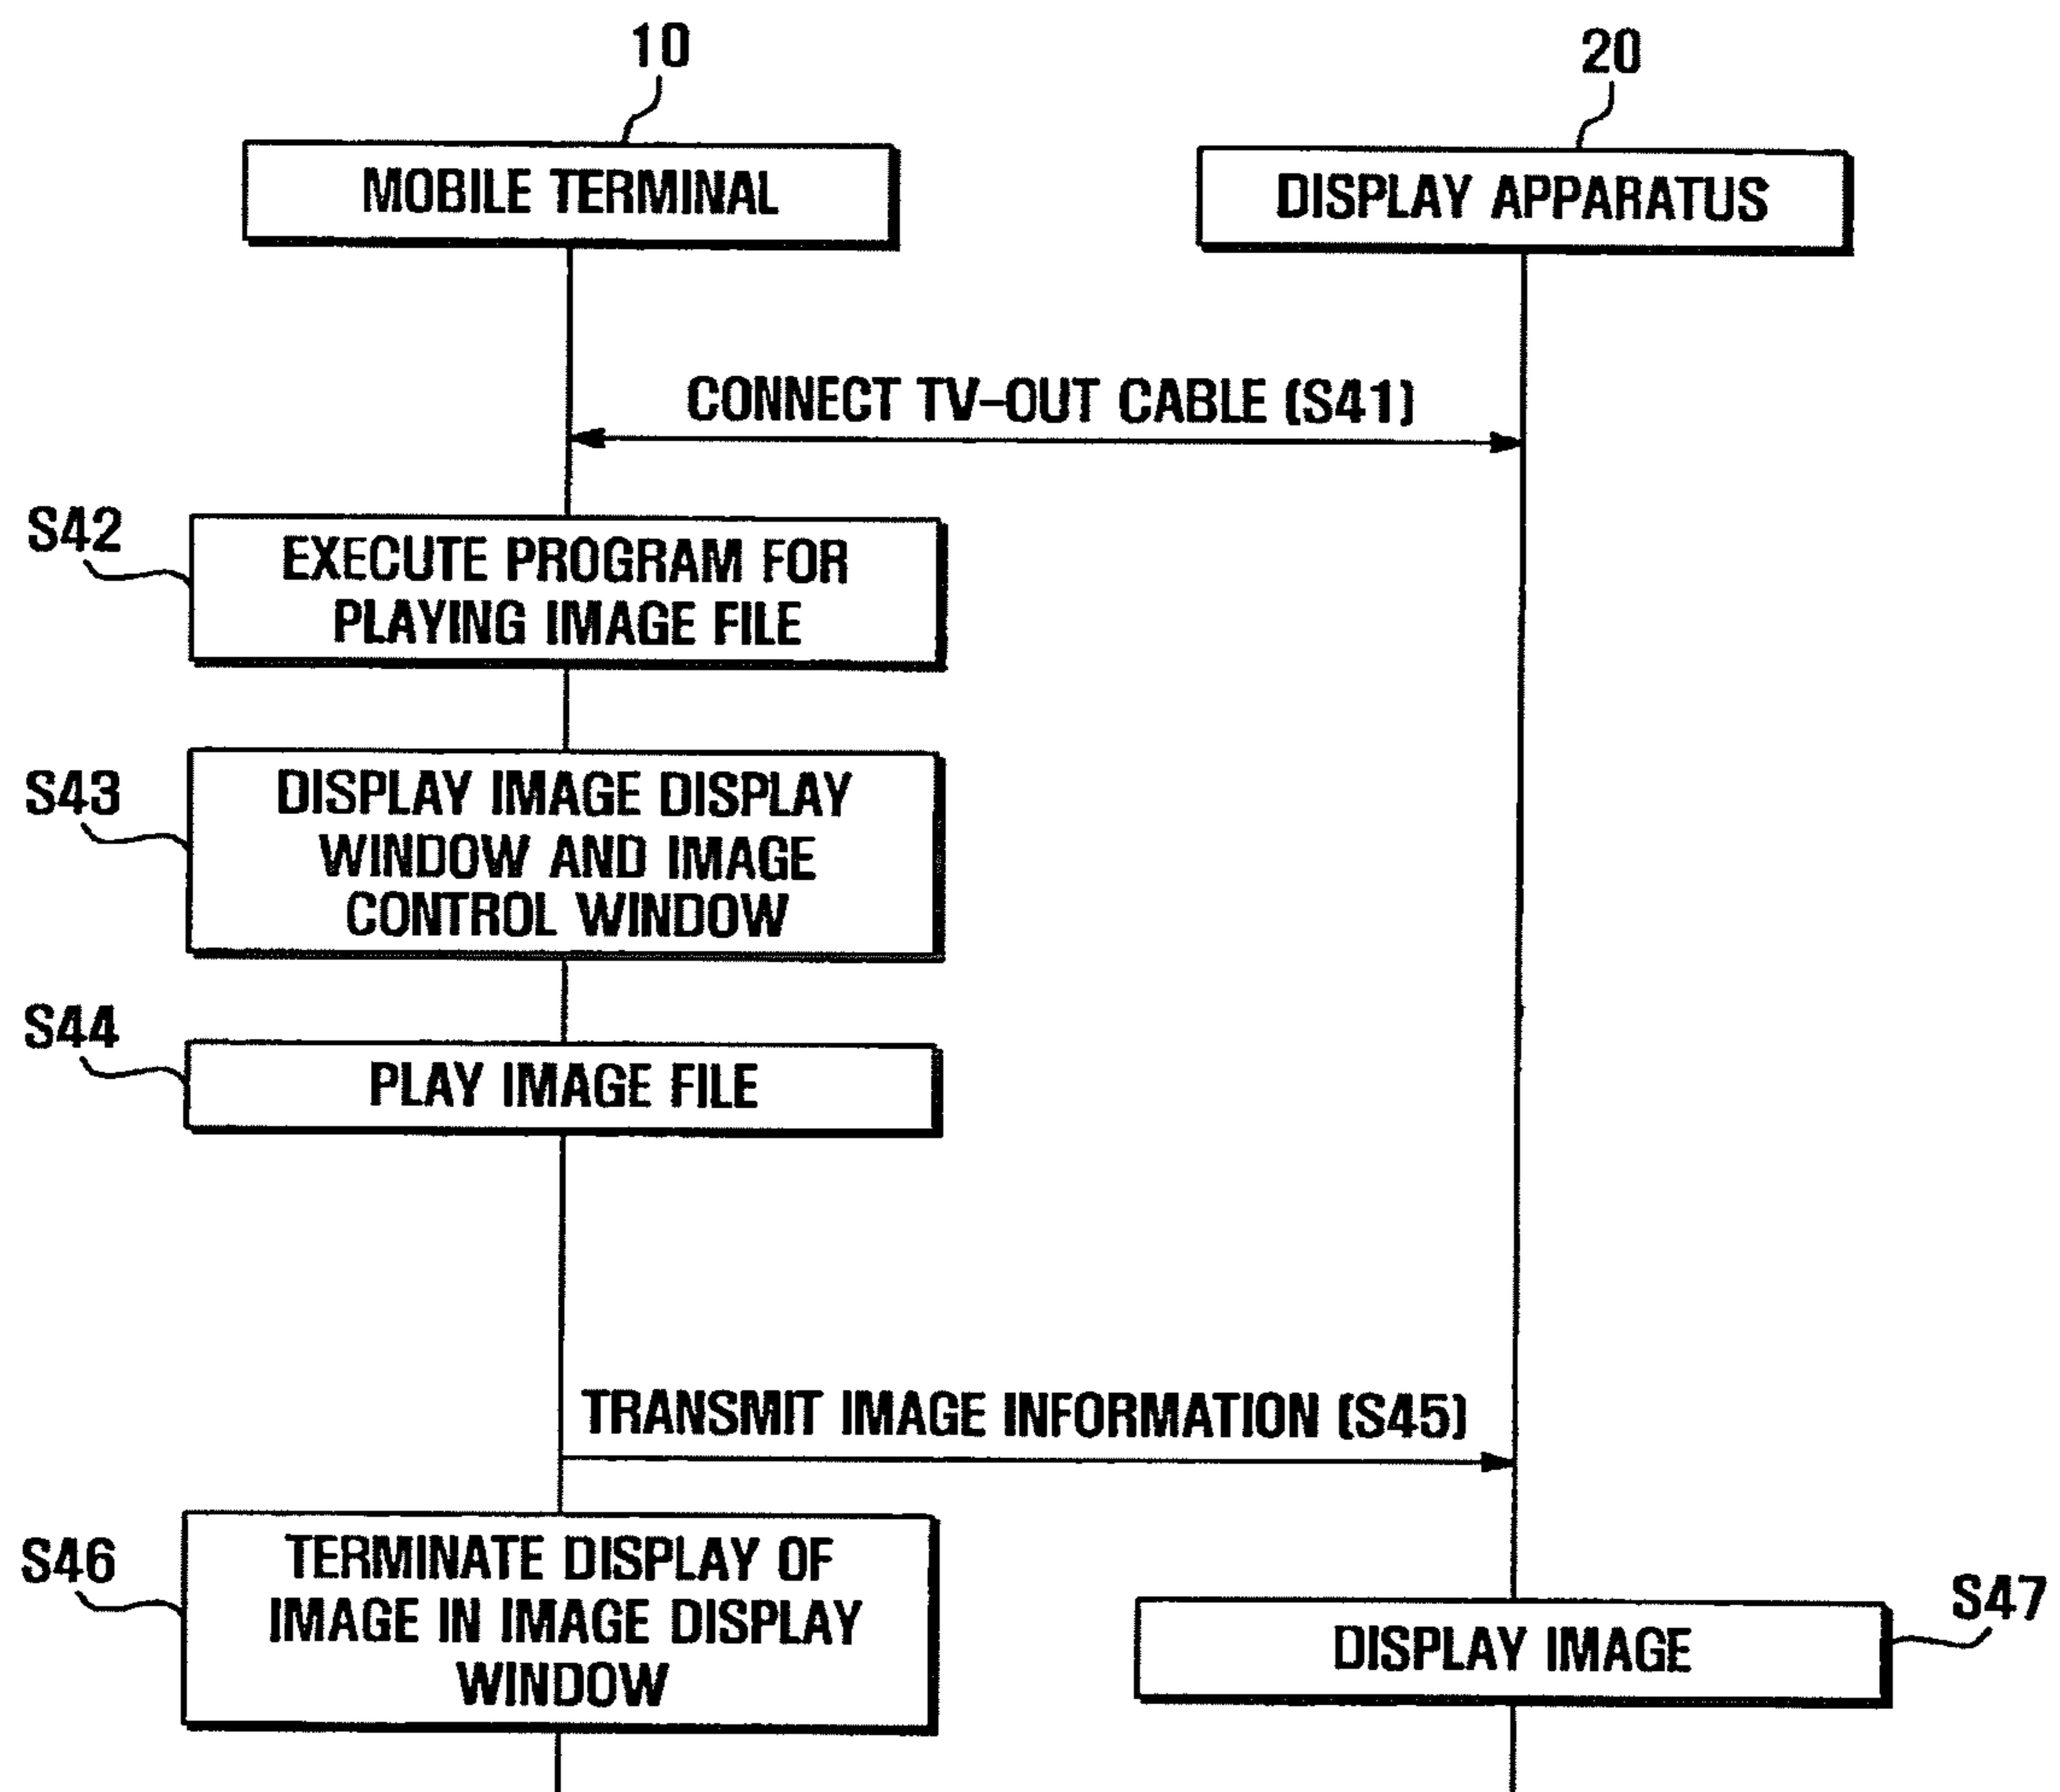 10
20
MOBILE TERMINAL
DISPLAY APPARATUS
CONNECT TV-OUT CABLE (S41)
S42
EXECUTE PROGRAM FOR
PLAYING IMAGE FILE
S43
DISPLAY IMAGE DISPLAY
WINDOW AND IMAGE
CONTROL WINDOW
S44
PLAY IMAGE FILE
TRANSMIT IMAGE INFORMATION (S45)
S46
TERMINATE DISPLAY OF
IMAGE IN IMAGE DISPLAY
WINDOW
S47
DISPLAY IMAGE